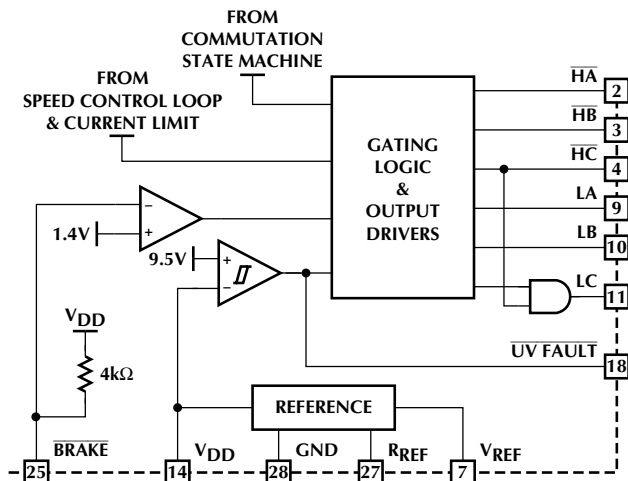 FROM
COMMUTATION
STATE MACHINE
FROM
SPEED CONTROL LOOP
& CURRENT LIMIT
GATING
LOGIC
&
OUTPUT
DRIVERS
HA
2
HB
3
HC
4
LA
9
LB
10
LC
11
–
+
1.4V
9.5V
+
–
VDD
4kΩ
UV FAULT
18
REFERENCE
BRAKE
25
VDD
14
GND
28
RREF
27
VREF
7